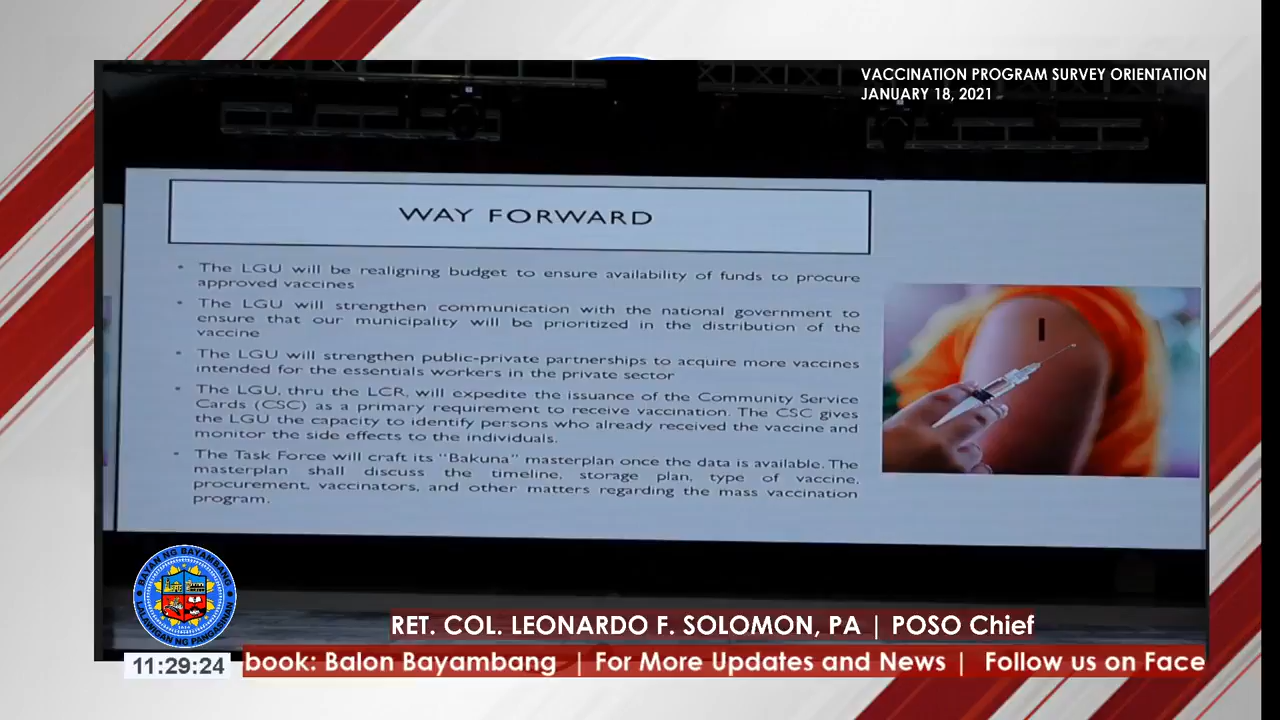 VACCINATION PROGRAM SURVEY ORIENTATION
JANUARY 18, 2021
WAY FORWARD
• The LGU will be realigning budget to ensure availability of funds to procure
approved vaccines
• The LGU will strengthen communication with the national government to
ensure that our municipality will be prioritized in the distribution of the
vaccine
• The LGU will strengthen public-private partnerships to acquire more vaccines
intended for the essentials workers in the private sector
• The LGU, thru the LCR, will expedite the issuance of the Community Service
Cards (CSC) as a primary requirement to receive vaccination. The CSC gives
the LGU the capacity to identify persons who already received the vaccine and
monitor the side effects to the individuals.
• The Task Force will craft its "Bakuna" masterplan once the data is available. The
masterplan shall discuss the timeline, storage plan, type of vaccine,
procurement, vaccinators, and other matters regarding the mass vaccination
program.
BAYAN NG BAYAMBANG
LALAWIGAN NG PANGASINAN
RET. COL. LEONARDO F. SOLOMON, PA | POSO Chief
11:29:24
book: Balon Bayambang | For More Updates and News | Follow us on Face